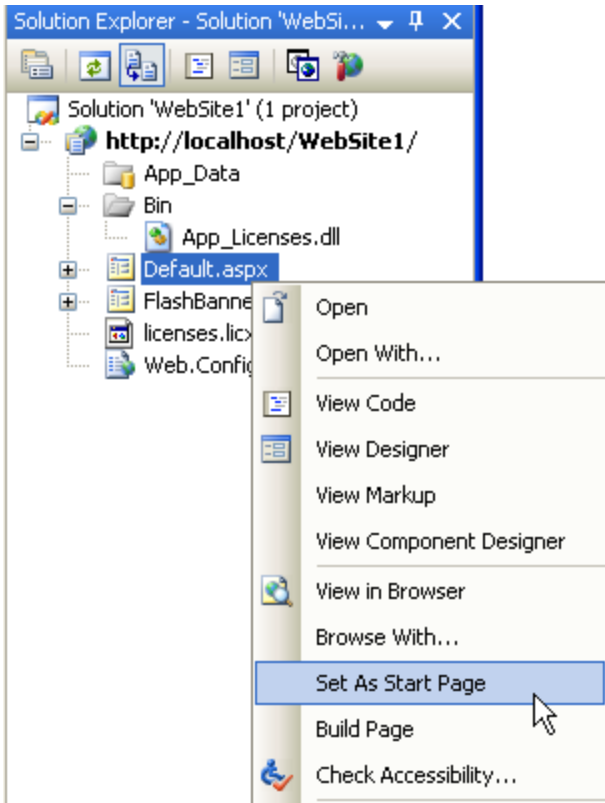 Solution Explorer - Solution 'WebSi...
Solution 'WebSite1' (1 project)
http://localhost/WebSite1/
App_Data
Bin
App_Licenses.dll
Default.aspx
FlashBanne
licenses.licx
Web.Config
Open
Open With...
View Code
View Designer
View Markup
View Component Designer
View in Browser
Browse With...
Set As Start Page
Build Page
Check Accessibility...